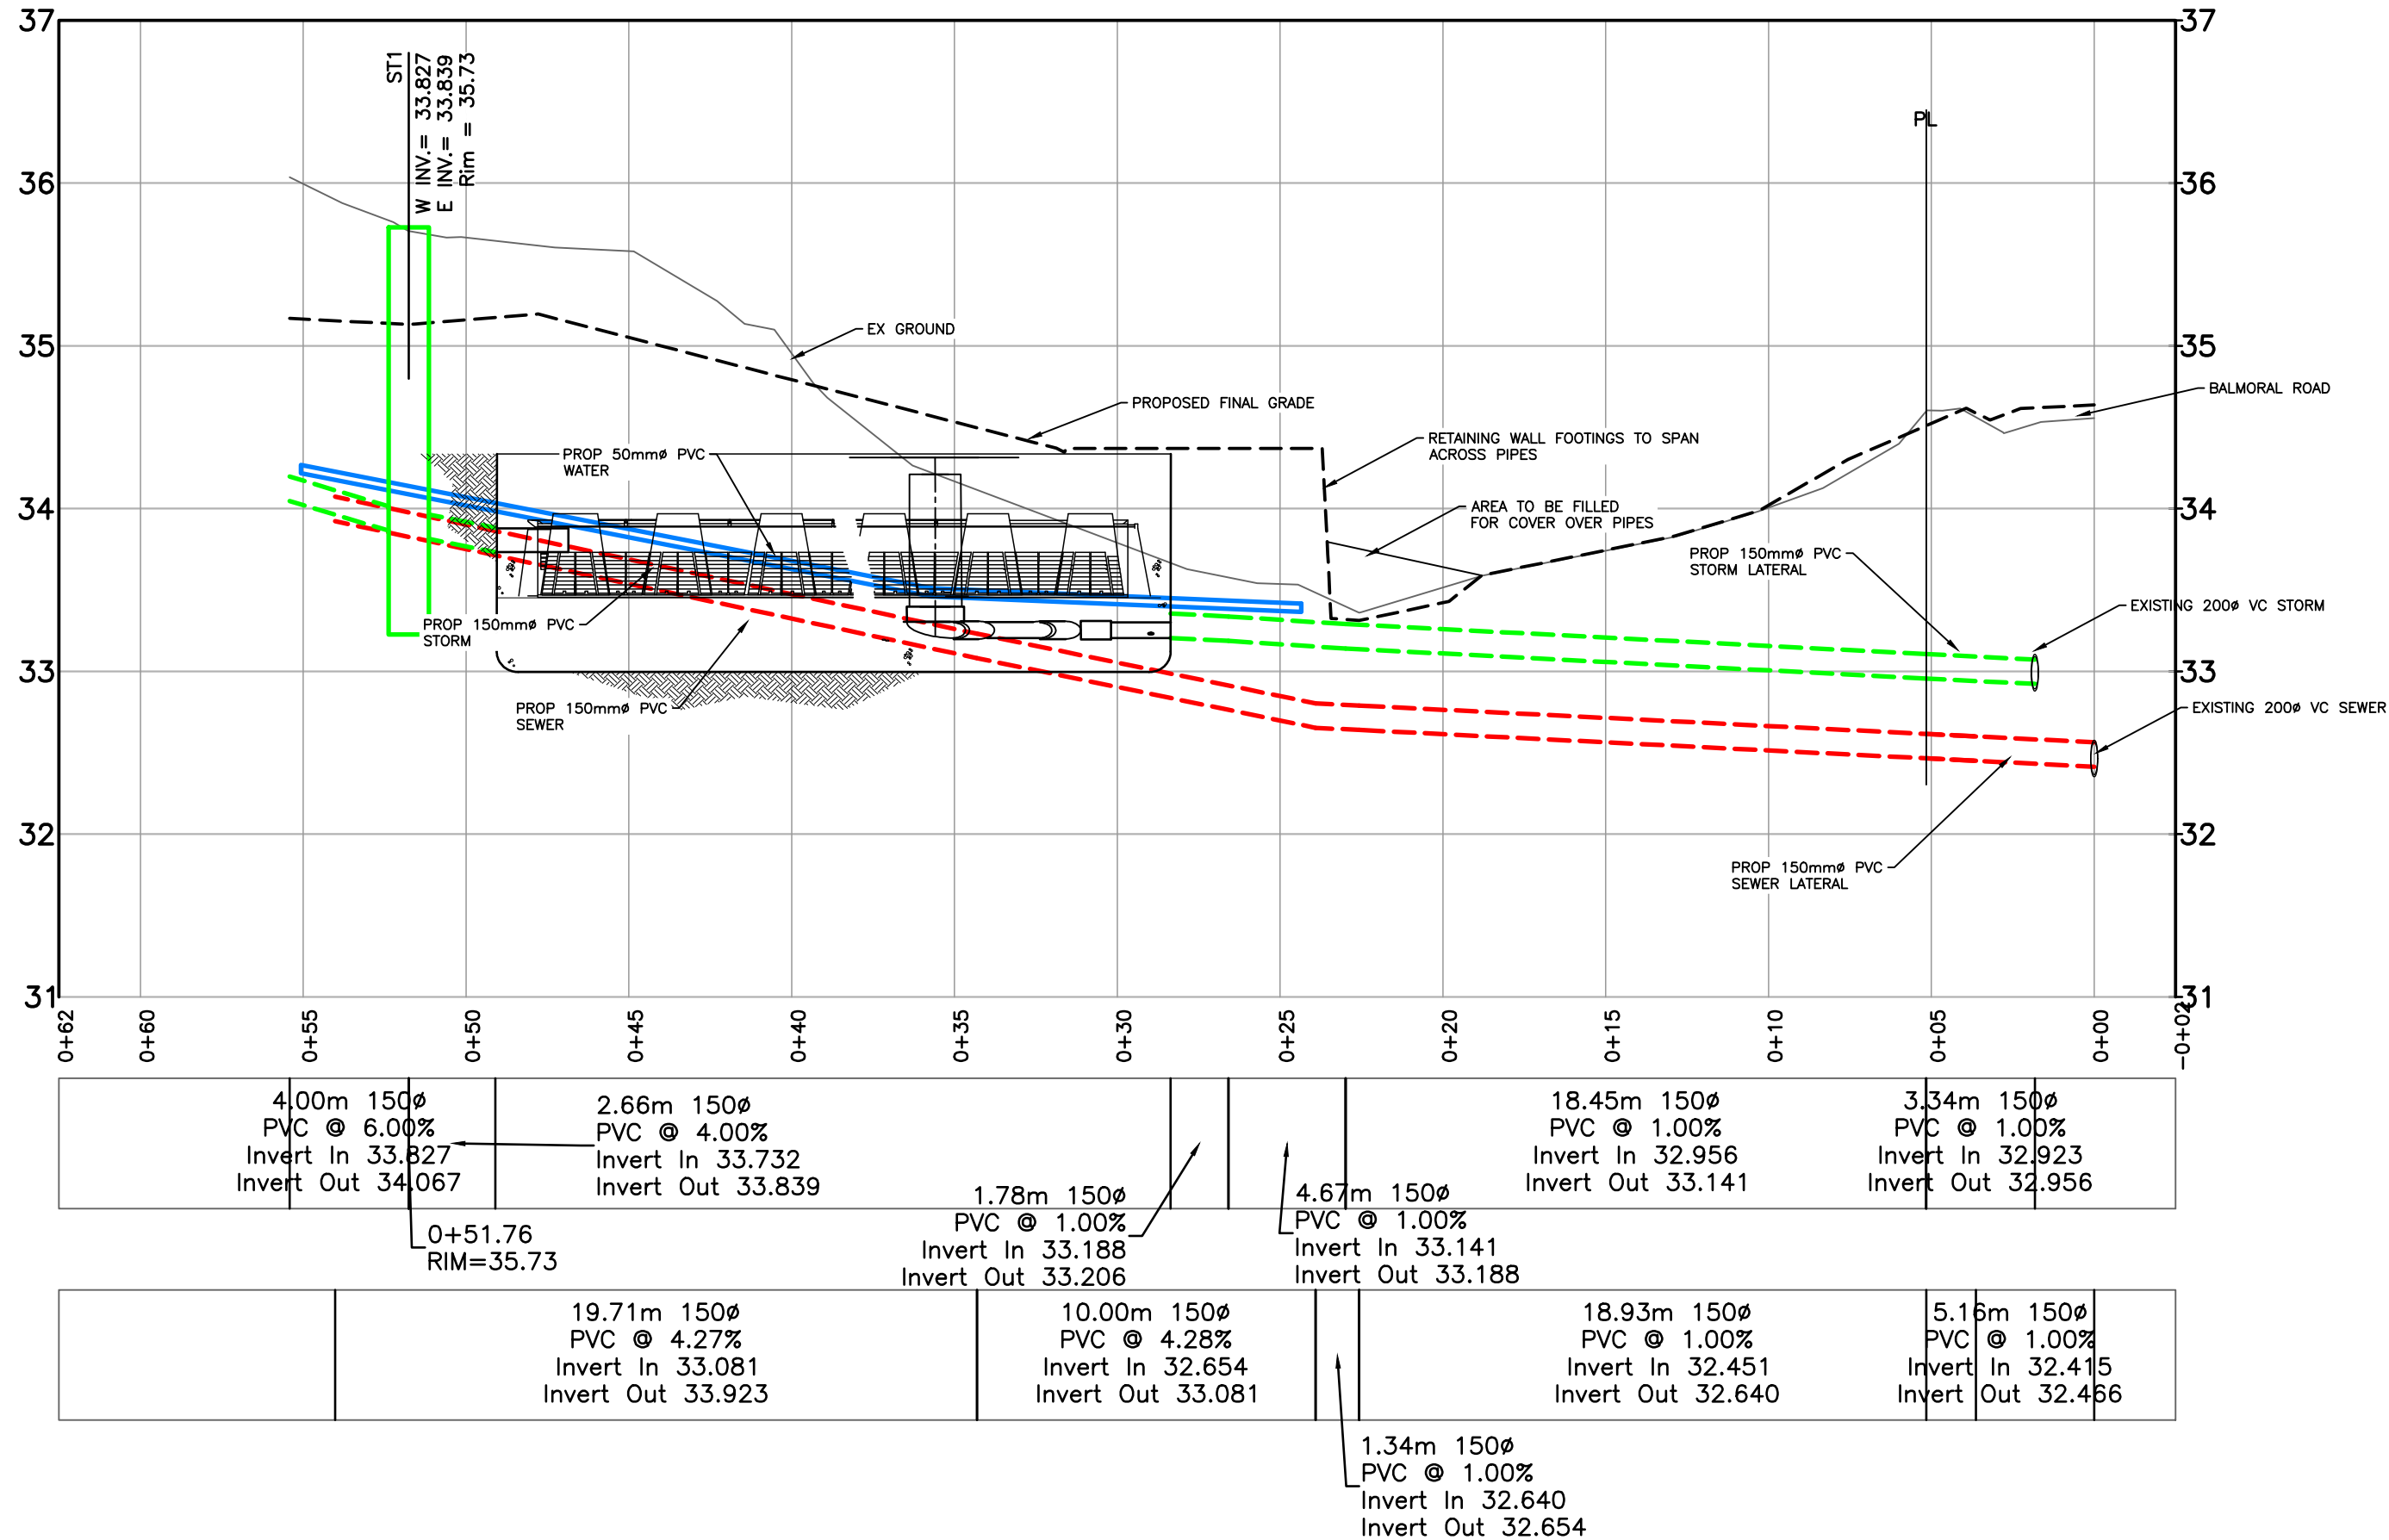 37
37
36
36
35
35
34
34
33
33
32
32
31
31
ST1
W INV.= 33.827
E INV.= 33.839
Rim = 35.73
PL
EX GROUND
PROPOSED FINAL GRADE
BALMORAL ROAD
RETAINING WALL FOOTINGS TO SPAN
ACROSS PIPES
PROP 50mmø PVC
WATER
AREA TO BE FILLED
FOR COVER OVER PIPES
PROP 150mmø PVC
STORM LATERAL
EXISTING 200ø VC STORM
PROP 150mmø PVC
STORM
PROP 150mmø PVC
SEWER
EXISTING 200ø VC SEWER
PROP 150mmø PVC
SEWER LATERAL
0+62
0+60
0+55
0+50
0+45
0+40
0+35
0+30
0+25
0+20
0+15
0+10
0+05
0+00
-0+02
4.00m 150ø
PVC @ 6.00%
Invert In 33.827
Invert Out 34.067
2.66m 150ø
PVC @ 4.00%
Invert In 33.732
Invert Out 33.839
0+51.76
RIM=35.73
1.78m 150ø
PVC @ 1.00%
Invert In 33.188
Invert Out 33.206
4.67m 150ø
PVC @ 1.00%
Invert In 33.141
Invert Out 33.188
18.45m 150ø
PVC @ 1.00%
Invert In 32.956
Invert Out 33.141
3.34m 150ø
PVC @ 1.00%
Invert In 32.923
Invert Out 32.956
19.71m 150ø
PVC @ 4.27%
Invert In 33.081
Invert Out 33.923
10.00m 150ø
PVC @ 4.28%
Invert In 32.654
Invert Out 33.081
1.34m 150ø
PVC @ 1.00%
Invert In 32.640
Invert Out 32.654
18.93m 150ø
PVC @ 1.00%
Invert In 32.451
Invert Out 32.640
5.16m 150ø
PVC @ 1.00%
Invert In 32.415
Invert Out 32.466